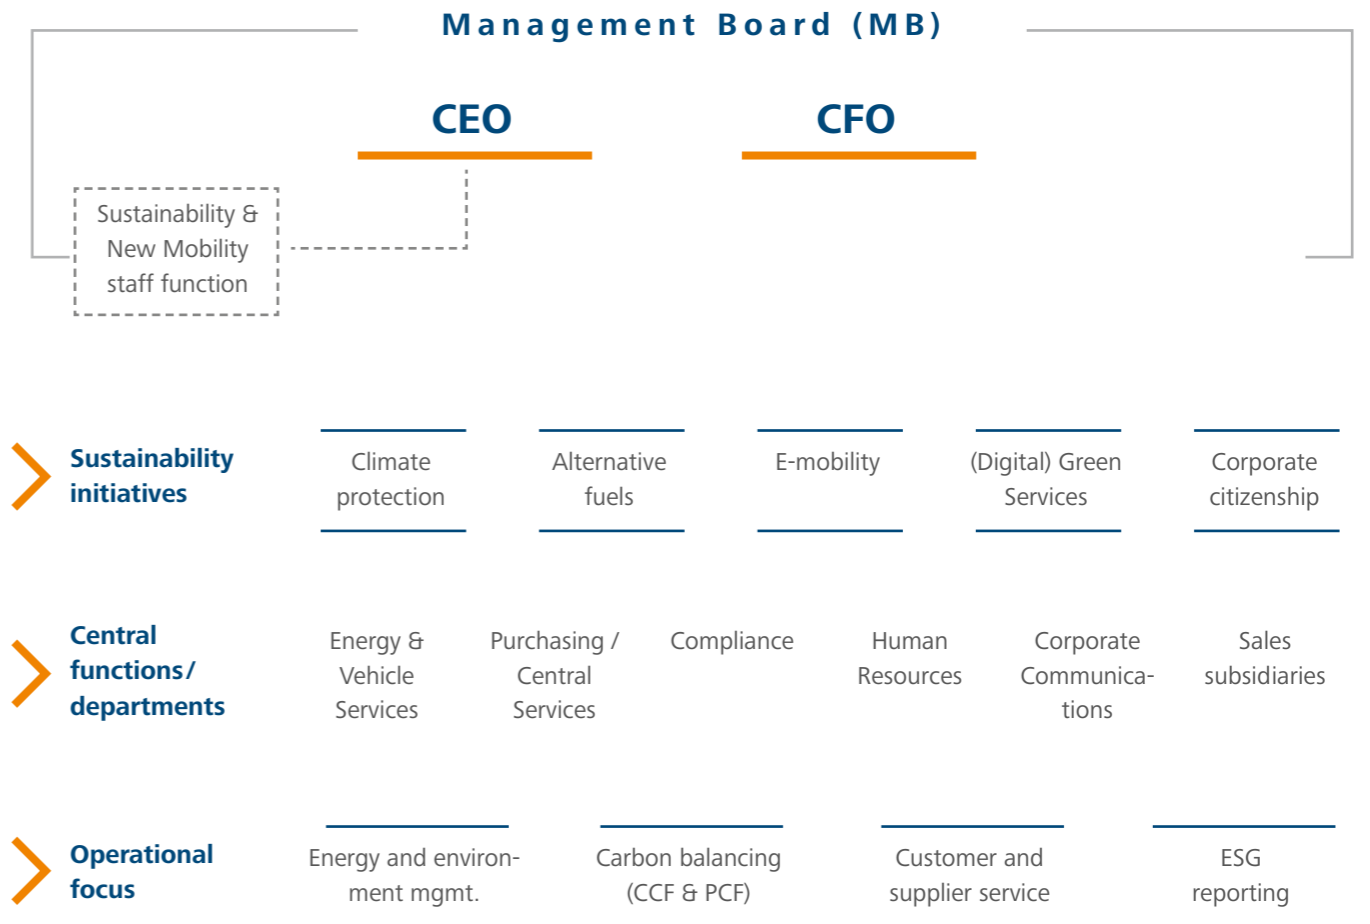 Management Board (MB)
CEO
CFO
Sustainability &
New Mobility
staff function
Sustainability
initiatives
Climate
protection
Alternative
fuels
E-mobility
(Digital) Green
Services
Corporate
citizenship
Central
functions/
departments
Energy &
Vehicle
Services
Purchasing /
Central
Services
Compliance
Human
Resources
Corporate
Communica-
tions
Sales
subsidiaries
Operational
focus
Energy and environ-
ment mgmt.
Carbon balancing
(CCF & PCF)
Customer and
supplier service
ESG
reporting